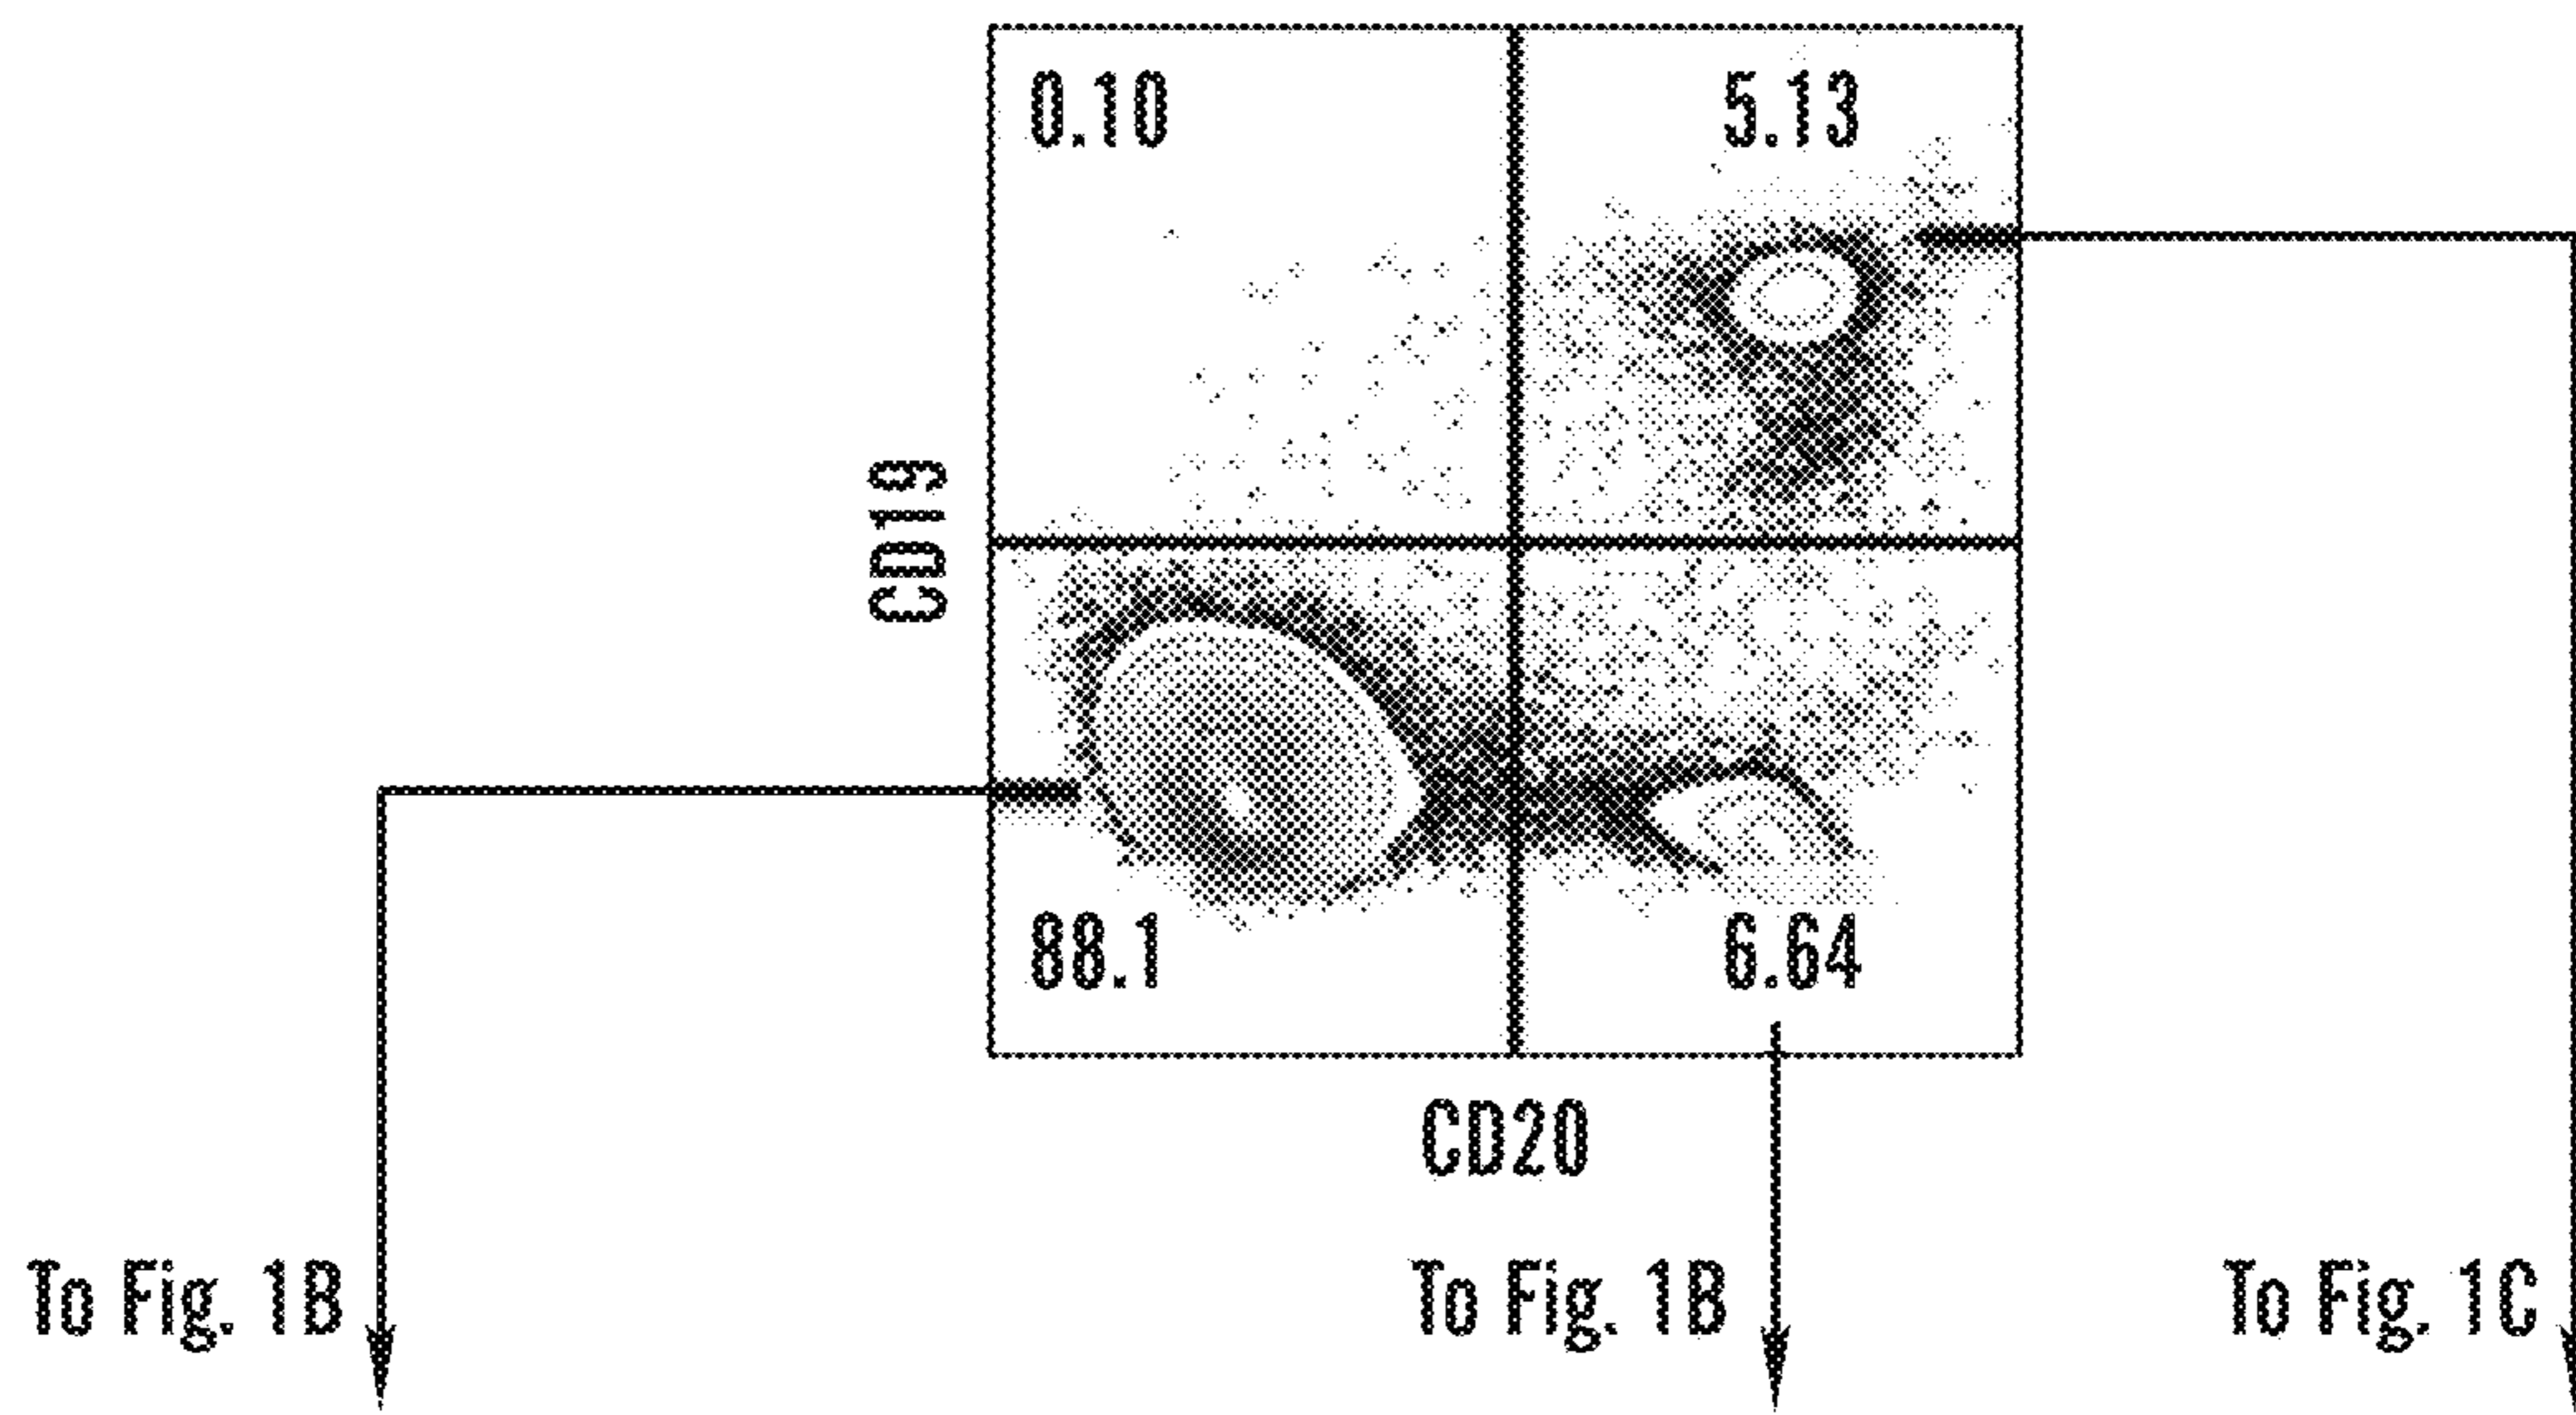 0.10
5.13
CD19
88.1
6.64
CD20
To Fig. 1B
To Fig. 1B
To Fig. 1C